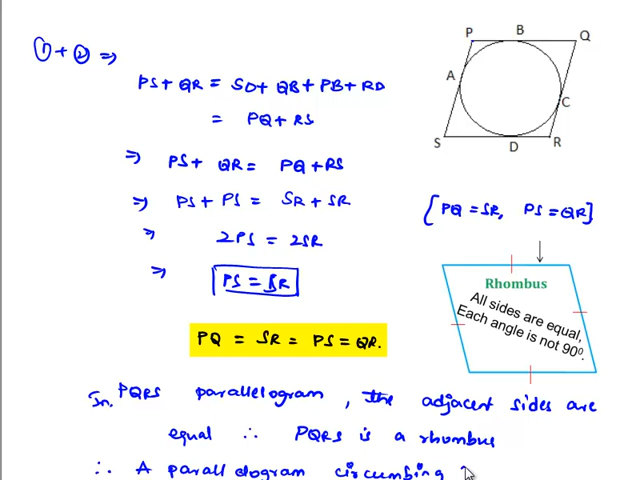 ① + ② ⇒
PS + QR = SD + QB + PB + RD
= PQ + RS
⇒ PS + QR = PQ + RS
⇒ PS + PS = SR + SR
⇒ 2PS = 2SR
⇒ PS = SR
PQ = SR = PS = QR.
P B Q
A
C
S D R
[PQ = SR, PS = QR]
Rhombus
All sides are equal,
Each angle is not 90⁰.
In PQRS parallelogram, the adjacent sides are
equal ∴ PQRS is a rhombus
∴ A parallelogram circumbing